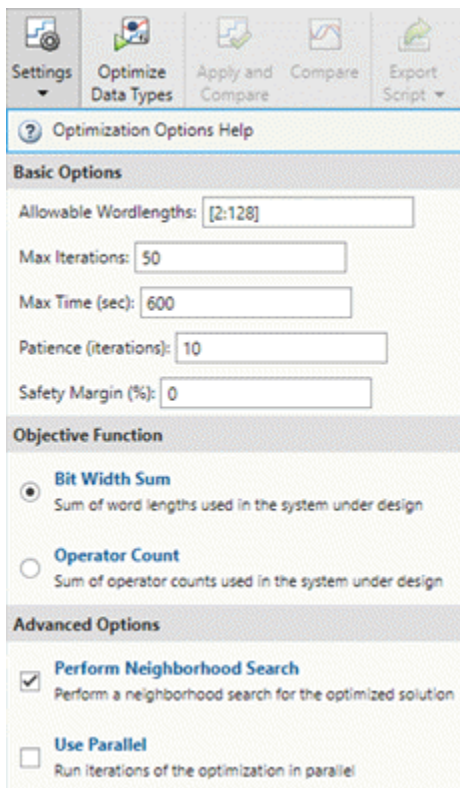 Settings
Optimize
Data Types
Apply and
Compare
Compare
Export
Script
Optimization Options Help
Basic Options
Allowable Wordlengths: [2:128]
Max Iterations: 50
Max Time (sec): 600
Patience (iterations): 10
Safety Margin (%): 0
Objective Function
Bit Width Sum
Sum of word lengths used in the system under design
Operator Count
Sum of operator counts used in the system under design
Advanced Options
Perform Neighborhood Search
Perform a neighborhood search for the optimized solution
Use Parallel
Run iterations of the optimization in parallel